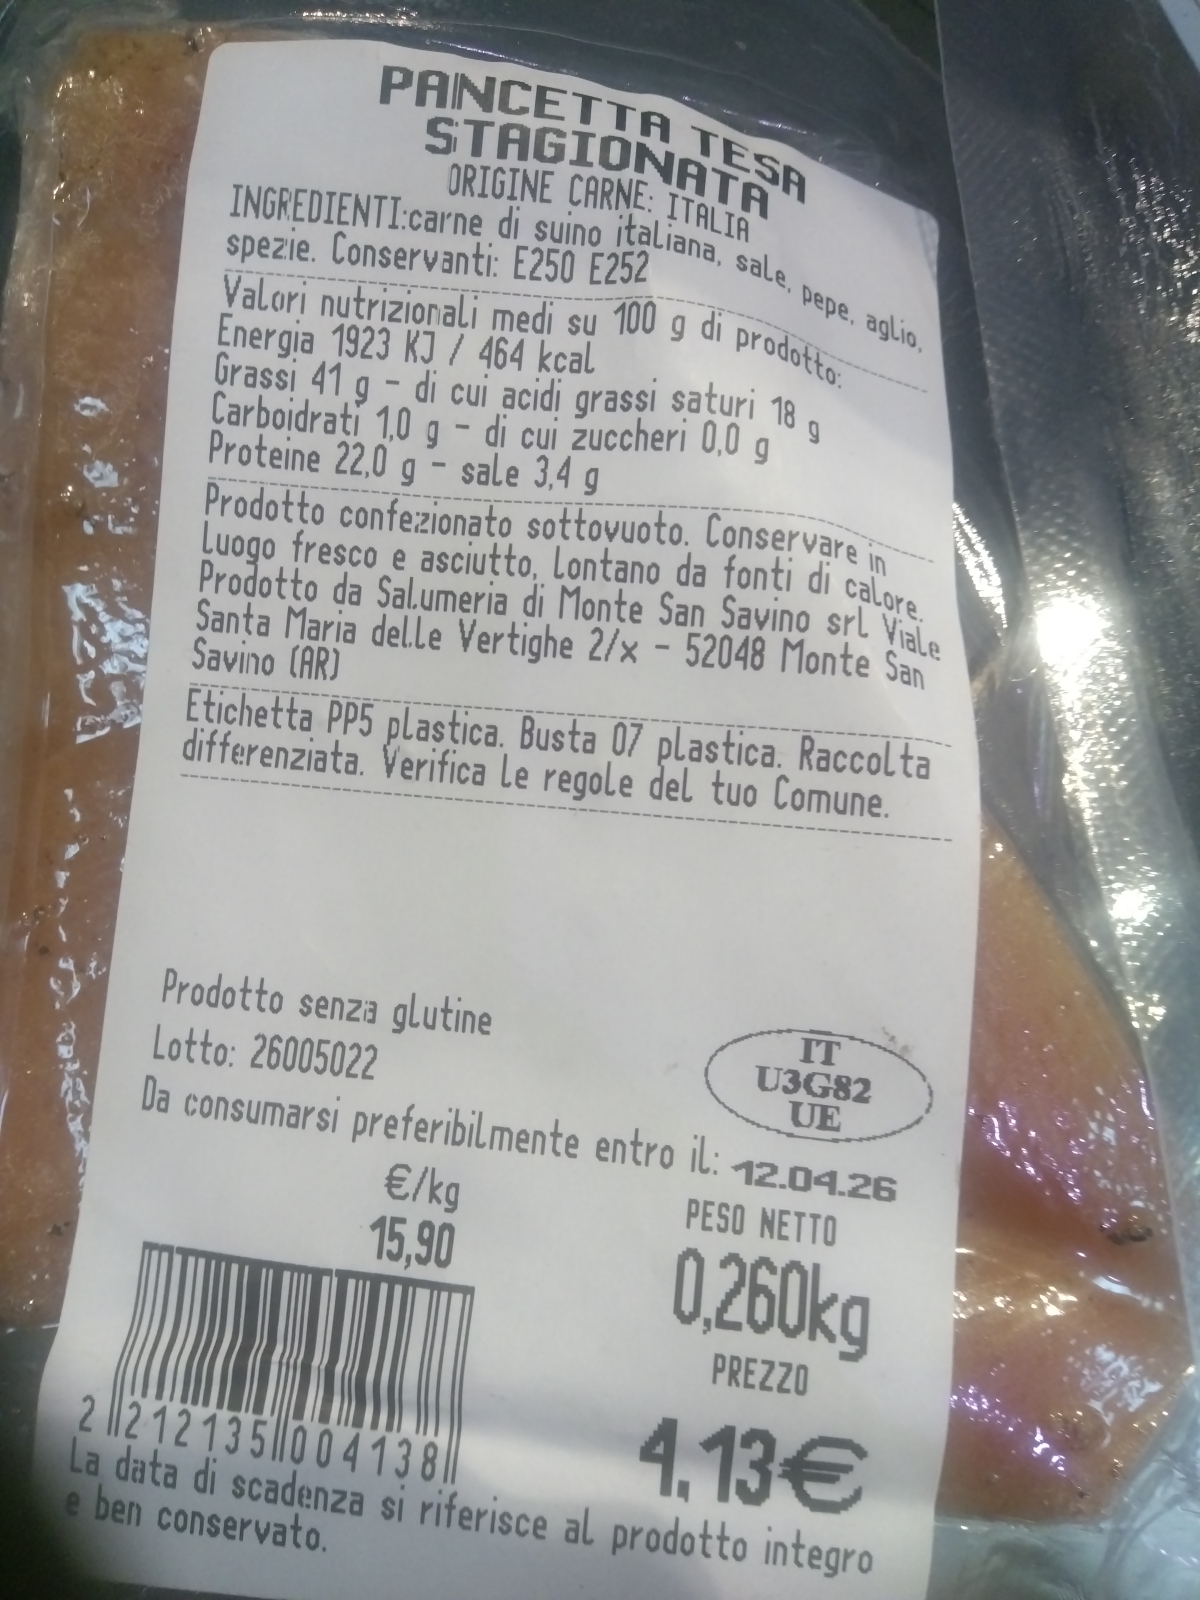 PANCETTA TESA
STAGIONATA
ORIGINE CARNE: ITALIA
INGREDIENTI:carne di suino italiana, sale, pepe, aglio,
spezie. Conservanti: E250 E252
Valori nutrizionali medi su 100 g di prodotto:
Energia 1923 KJ / 464 kcal
Grassi 41 g - di cui acidi grassi saturi 18 g
Carboidrati 1,0 g - di cui zuccheri 0,0 g
Proteine 22,0 g - sale 3,4 g
Prodotto confezionato sottovuoto. Conservare in
Luogo fresco e asciutto, Lontano da fonti di calore.
Prodotto da Salumeria di Monte San Savino srl Viale
Santa Maria delle Vertighe 2/x - 52048 Monte San
Savino (AR)
Etichetta PP5 plastica. Busta 07 plastica. Raccolta
differenziata. Verifica le regole del tuo Comune.
Prodotto senza glutine
Lotto: 26005022
IT
U3G82
UE
Da consumarsi preferibilmente entro il: 12.04.26
€/kg
15,90
PESO NETTO
0,260kg
PREZZO
4,13€
2 212135 004138
La data di scadenza si riferisce al prodotto integro
e ben conservato.